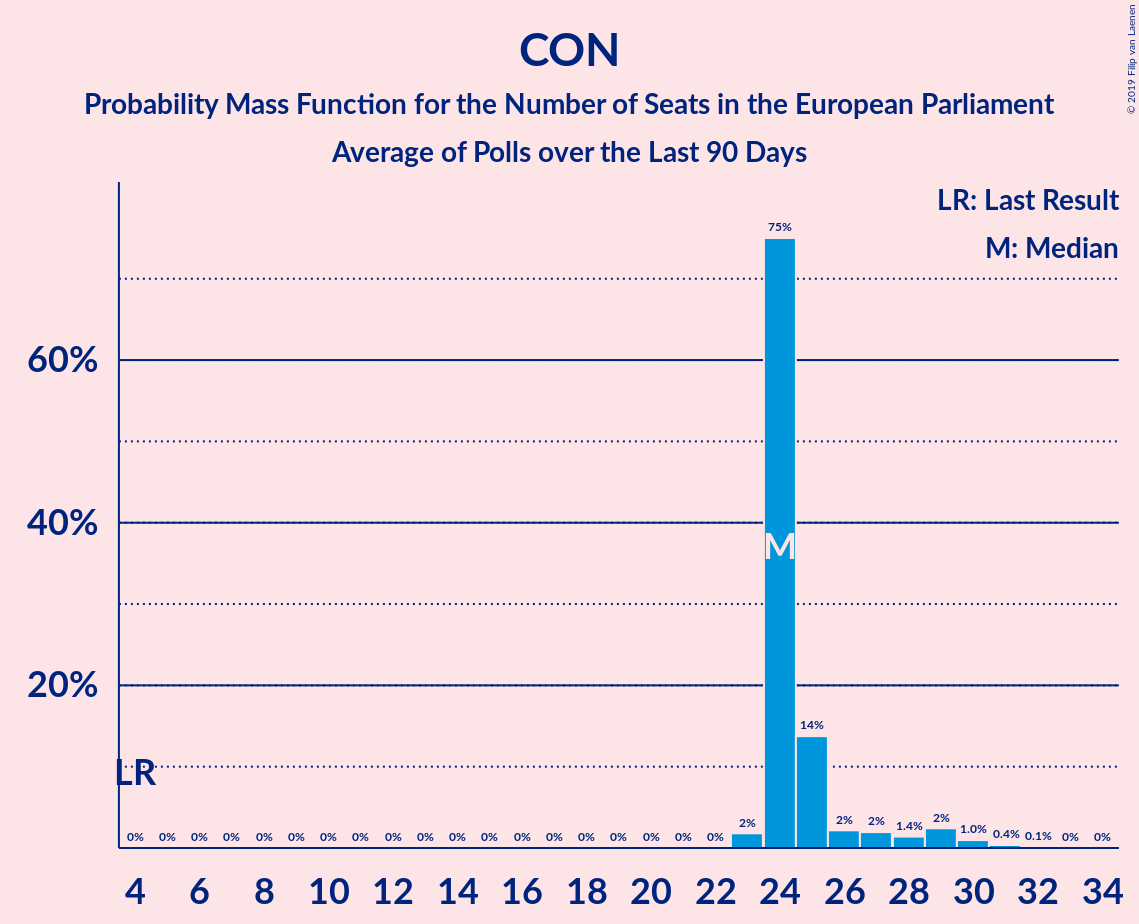 CON
Probability Mass Function for the Number of Seats in the European Parliament
Average of Polls over the Last 90 Days
© 2019 Filip van Laenen
LR: Last Result
M: Median
60%
40%
20%
75%
M
14%
LR
0% 0% 0% 0% 0% 0% 0% 0% 0% 0% 0% 0% 0% 0% 0% 0% 0% 0% 0% 2% 2% 2% 1.4% 2% 1.0% 0.4% 0.1% 0% 0%
4 6 8 10 12 14 16 18 20 22 24 26 28 30 32 34